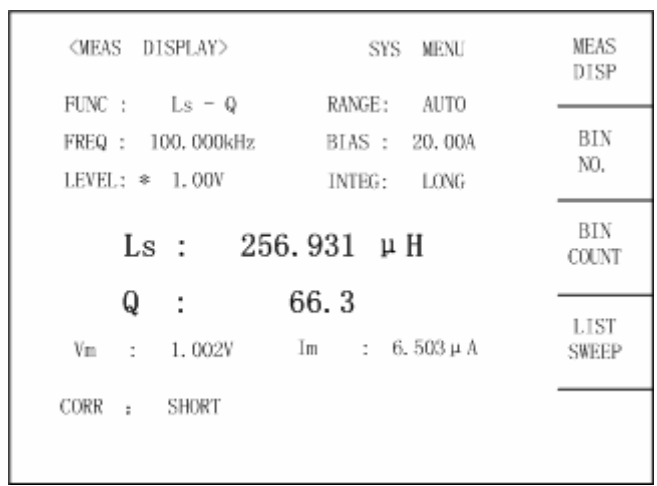 <MEAS DISPLAY> SYS MENU
MEAS
DISP
FUNC : Ls - Q RANGE: AUTO
FREQ : 100.000kHz BIAS : 20.00A
BIN
NO.
LEVEL: * 1.00V INTEG: LONG
Ls : 256.931 μH
BIN
COUNT
Q : 66.3
LIST
SWEEP
Vm : 1.002V Im : 6.503μA
CORR : SHORT